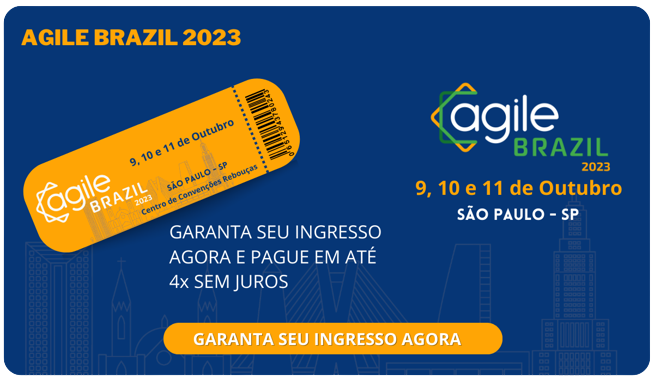 AGILE BRAZIL 2023
9, 10 e 11 de Outubro
agile
BRAZIL
2023
SÃO PAULO - SP
Centro de Convenções Rebouças
GARANTA SEU INGRESSO
AGORA E PAGUE EM ATÉ
4x SEM JUROS
agile
BRAZIL
2023
9, 10 e 11 de Outubro
SÃO PAULO - SP
GARANTA SEU INGRESSO AGORA